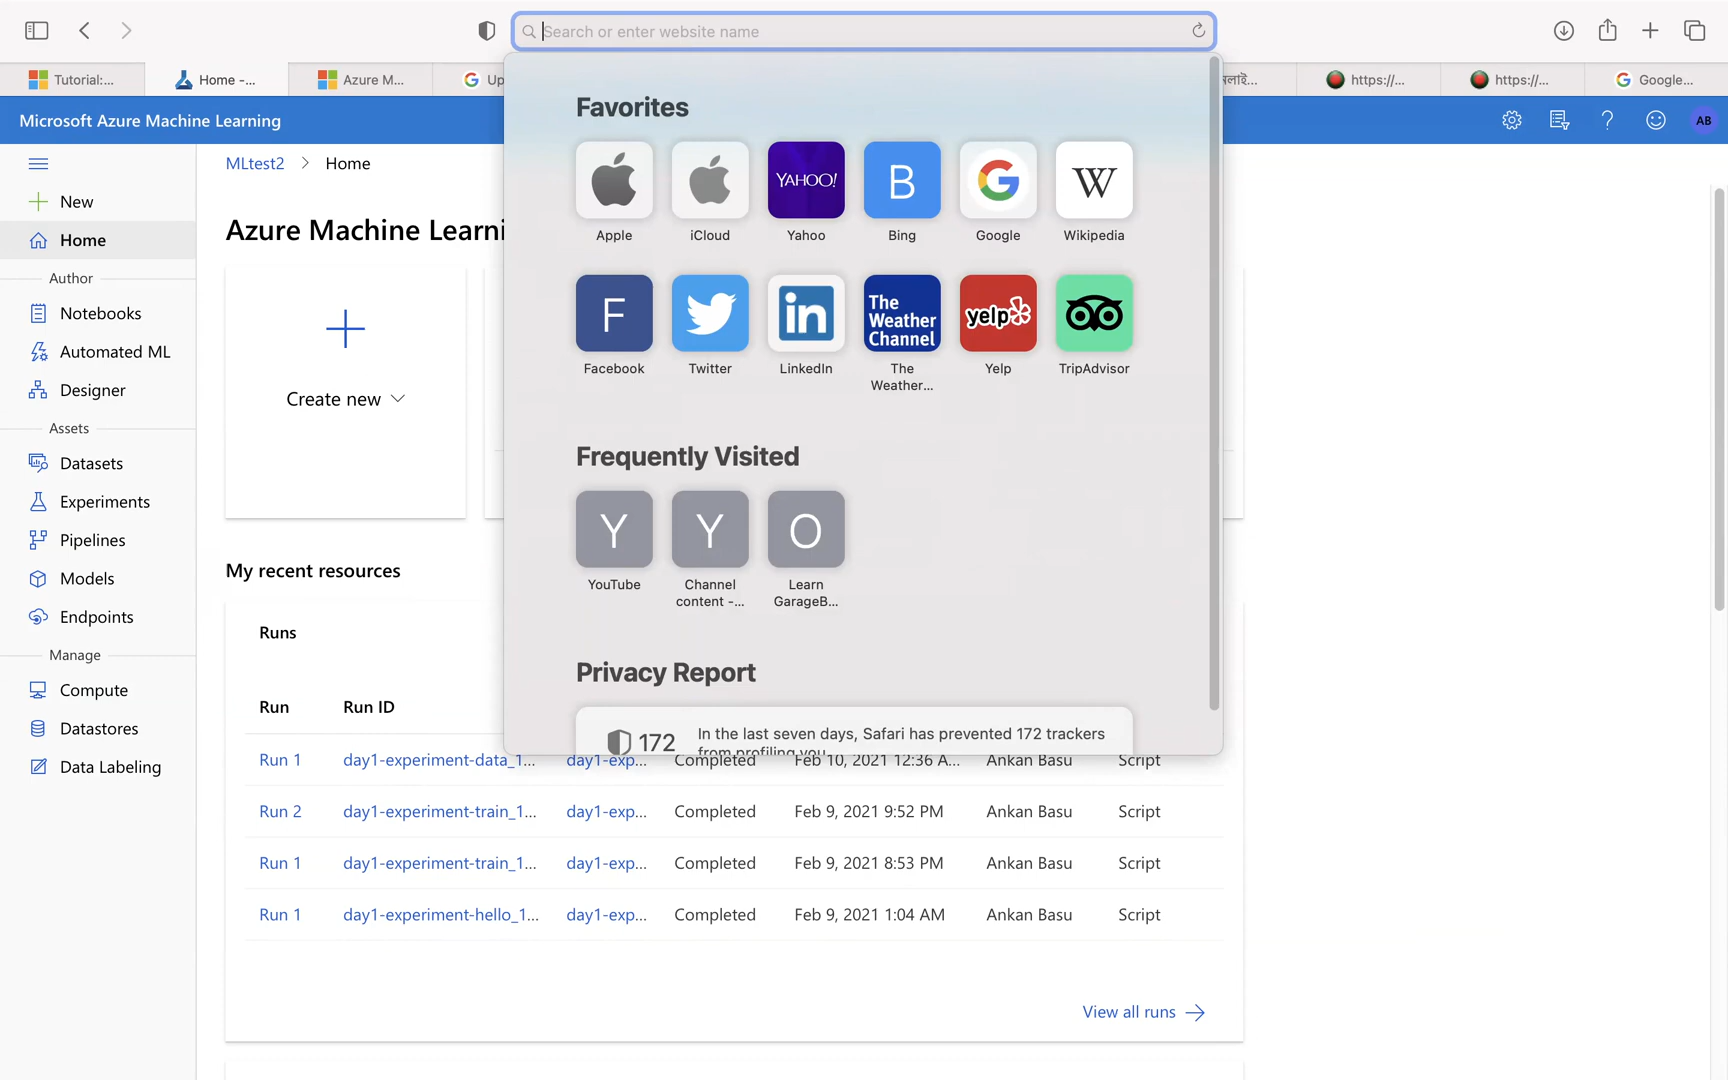 Search or enter website name
Tutorial:...
Home -...
Azure M...
Up
https://...
https://...
Google...
Microsoft Azure Machine Learning
AB
MLtest2 > Home
New
Home
Author
Notebooks
Automated ML
Designer
Assets
Datasets
Experiments
Pipelines
Models
Endpoints
Manage
Compute
Datastores
Data Labeling
Azure Machine Learni
Create new
Favorites
YAHOO!
B
W
Apple
iCloud
Yahoo
Bing
Google
Wikipedia
F
in
The
Weather
Channel
yelp
Facebook
Twitter
LinkedIn
The
Weather...
Yelp
TripAdvisor
Frequently Visited
Y
Y
O
YouTube
Channel
content -...
Learn
GarageB...
Privacy Report
172
In the last seven days, Safari has prevented 172 trackers
from profiling you
My recent resources
Runs
Run Run ID
Run 1 day1-experiment-data_1... day1-exp... Completed Feb 10, 2021 12:36 A... Ankan Basu Script
Run 2 day1-experiment-train_1... day1-exp... Completed Feb 9, 2021 9:52 PM Ankan Basu Script
Run 1 day1-experiment-train_1... day1-exp... Completed Feb 9, 2021 8:53 PM Ankan Basu Script
Run 1 day1-experiment-hello_1... day1-exp... Completed Feb 9, 2021 1:04 AM Ankan Basu Script
View all runs